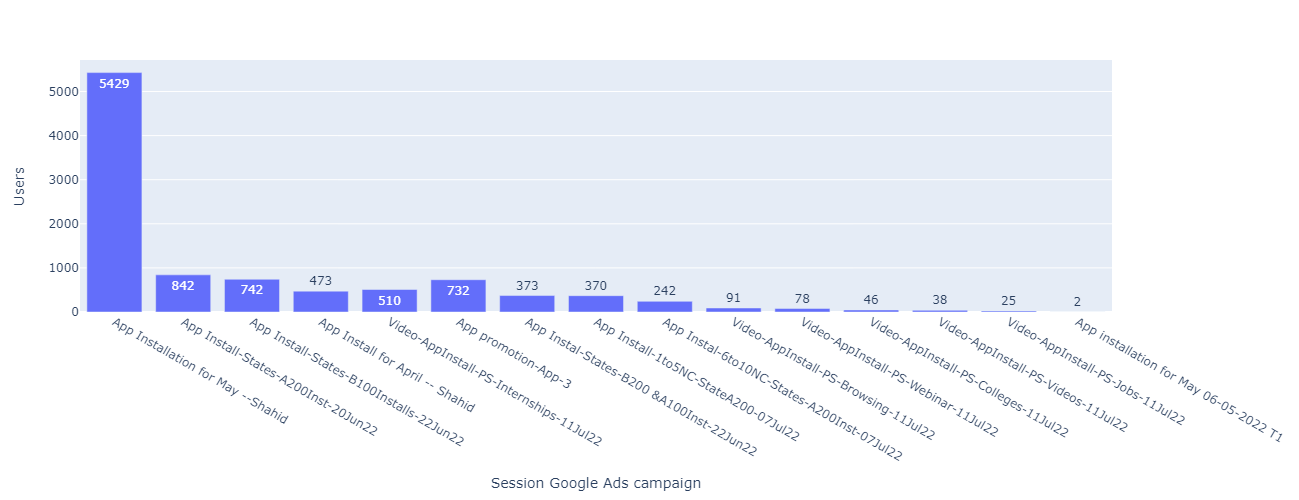 5429
842
742
473
510
732
373
370
242
91
78
46
38
25
2
5000
4000
3000
2000
1000
0
Users
App Installation for May --Shahid
App Install-States-A200Inst-20Jun22
App Install-States-B100Installs-22Jun22
App Install for April -- Shahid
Video-AppInstall-PS-Internships-11Jul22
App promotion-App-3
App Instal-States-B200 &A100Inst-22Jun22
App Install-1to5NC-StateA200-07Jul22
App Instal-6to10NC-States-A200Inst-07Jul22
Video-AppInstall-PS-Browsing-11Jul22
Video-AppInstall-PS-Webinar-11Jul22
Video-AppInstall-PS-Colleges-11Jul22
Video-AppInstall-PS-Videos-11Jul22
Video-AppInstall-PS-Jobs-11Jul22
App installation for May 06-05-2022 T1
Session Google Ads campaign